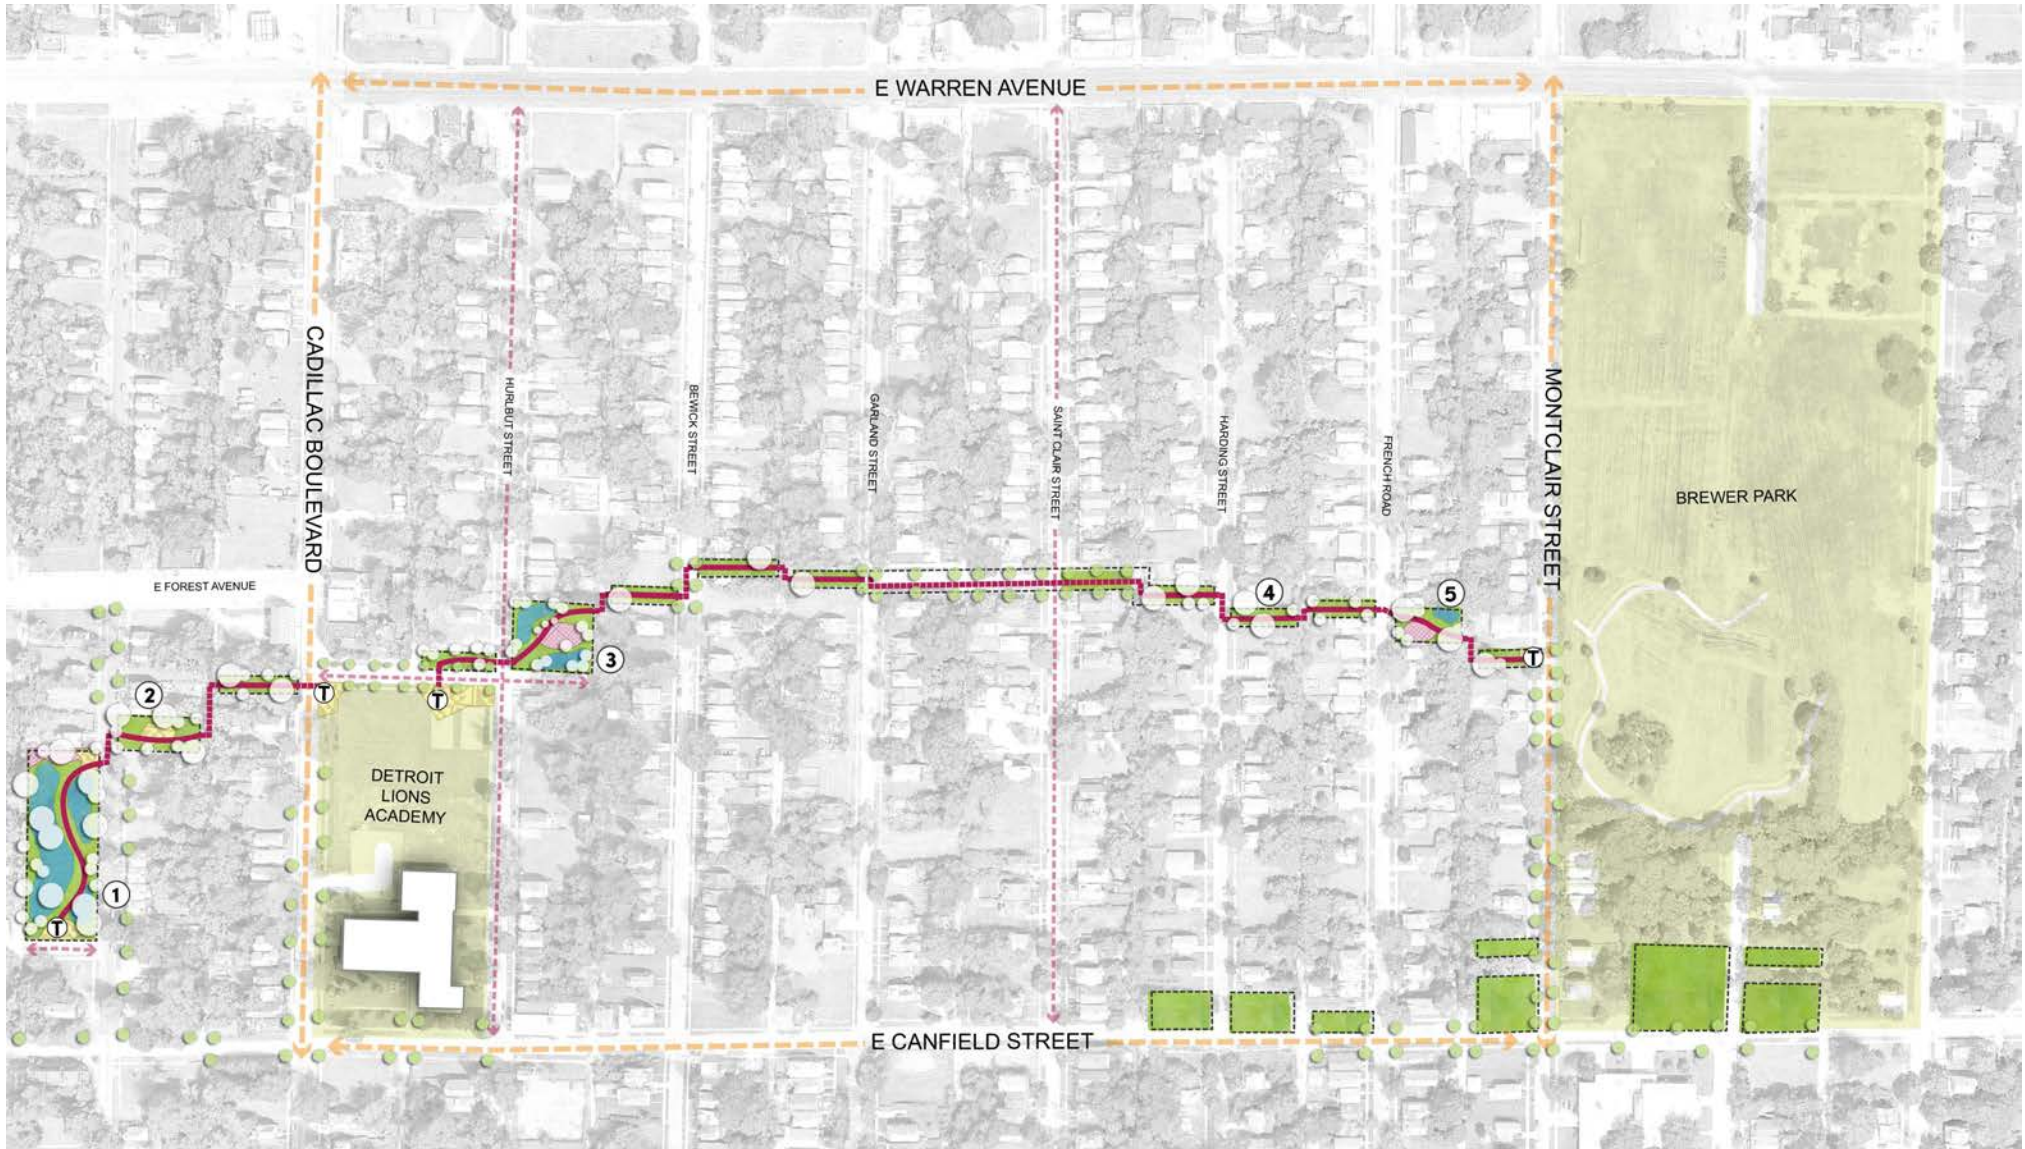 E WARREN AVENUE
CADILLAC BOULEVARD
HURLBUT STREET
BEWICK STREET
GARLAND STREET
SAINT CLAIR STREET
HARDING STREET
FRENCH ROAD
MONTCLAIR STREET
BREWER PARK
E FOREST AVENUE
4
5
3
T
2
T
T
DETROIT
LIONS
ACADEMY
1
T
E CANFIELD STREET